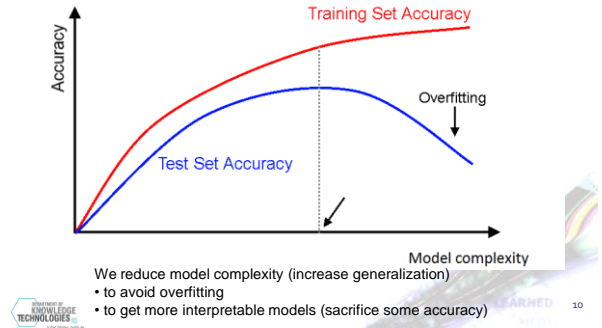 Training Set Accuracy
Accuracy
Overfitting
Test Set Accuracy
Model complexity
We reduce model complexity (increase generalization)
• to avoid overfitting
• to get more interpretable models (sacrifice some accuracy)
DEPARTMENT OF
KNOWLEDGE
TECHNOLOGIES
LEARNED
10